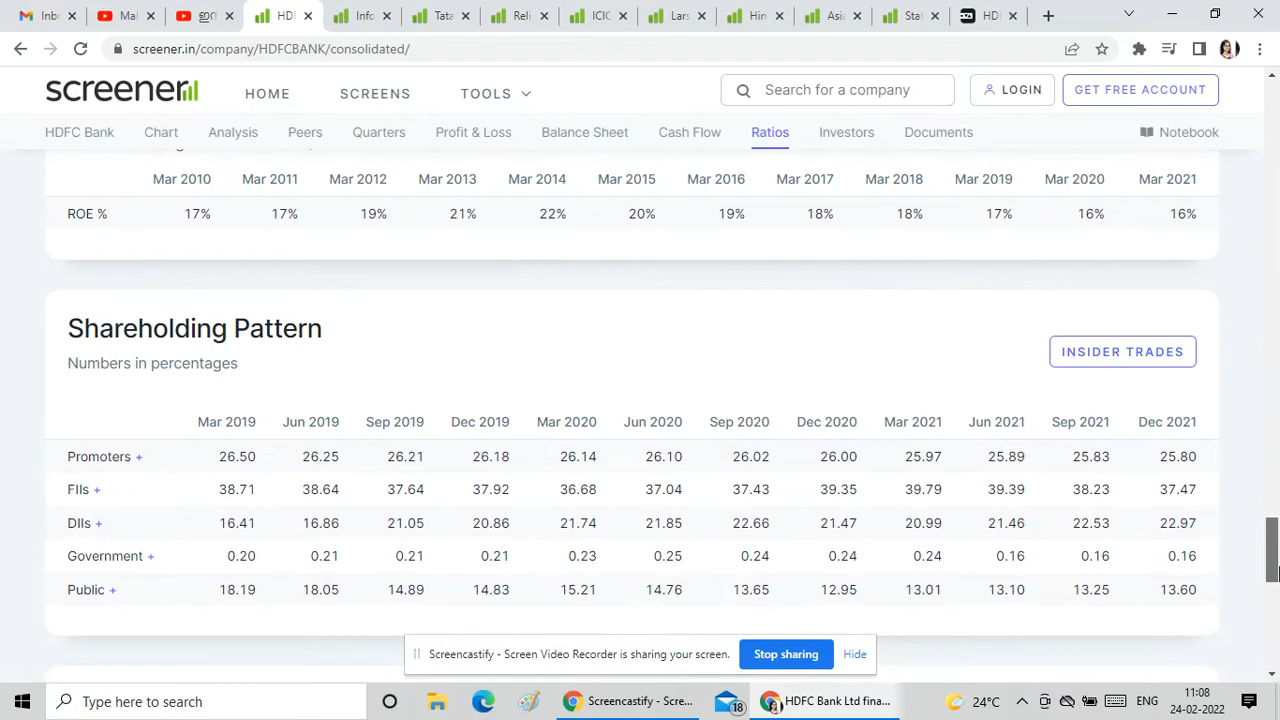 Inb
Mai
HDF
Info
Tata
Reli
ICIC
Lars
Hin
Asia
Stat
HDF
screener.in/company/HDFCBANK/consolidated/
screener
HOME SCREENS TOOLS
Search for a company
LOGIN
GET FREE ACCOUNT
HDFC Bank Chart Analysis Peers Quarters Profit & Loss Balance Sheet Cash Flow Ratios Investors Documents Notebook
Mar 2010 Mar 2011 Mar 2012 Mar 2013 Mar 2014 Mar 2015 Mar 2016 Mar 2017 Mar 2018 Mar 2019 Mar 2020 Mar 2021
ROE % 17% 17% 19% 21% 22% 20% 19% 18% 18% 17% 16% 16%
Shareholding Pattern
Numbers in percentages
INSIDER TRADES
Mar 2019 Jun 2019 Sep 2019 Dec 2019 Mar 2020 Jun 2020 Sep 2020 Dec 2020 Mar 2021 Jun 2021 Sep 2021 Dec 2021
Promoters + 26.50 26.25 26.21 26.18 26.14 26.10 26.02 26.00 25.97 25.89 25.83 25.80
FIIs + 38.71 38.64 37.64 37.92 36.68 37.04 37.43 39.35 39.79 39.39 38.23 37.47
DIIs + 16.41 16.86 21.05 20.86 21.74 21.85 22.66 21.47 20.99 21.46 22.53 22.97
Government + 0.20 0.21 0.21 0.21 0.23 0.25 0.24 0.24 0.24 0.16 0.16 0.16
Public + 18.19 18.05 14.89 14.83 15.21 14.76 13.65 12.95 13.01 13.10 13.25 13.60
Screencastify - Screen Video Recorder is sharing your screen. Stop sharing Hide
Type here to search
Screencastify - Scre...
18
HDFC Bank Ltd fina...
24°C
ENG
11:08
24-02-2022